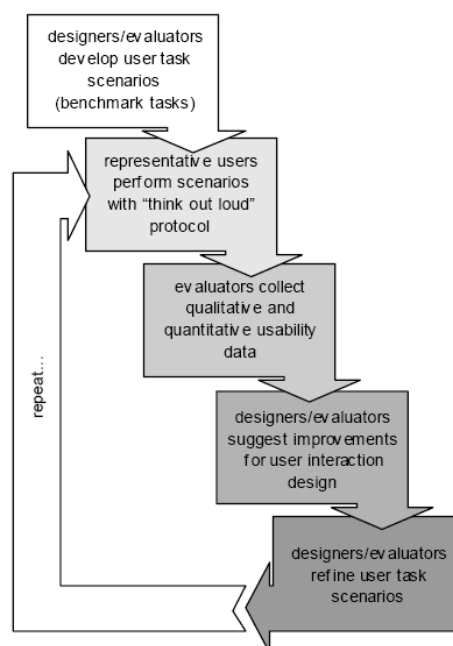 designers/evaluators
develop user task
scenarios
(benchmark tasks)
representative users
perform scenarios
with “think out loud”
protocol
evaluators collect
qualitative and
quantitative usability
data
designers/evaluators
suggest improvements
for user interaction
design
designers/evaluators
refine user task
scenarios
repeat...